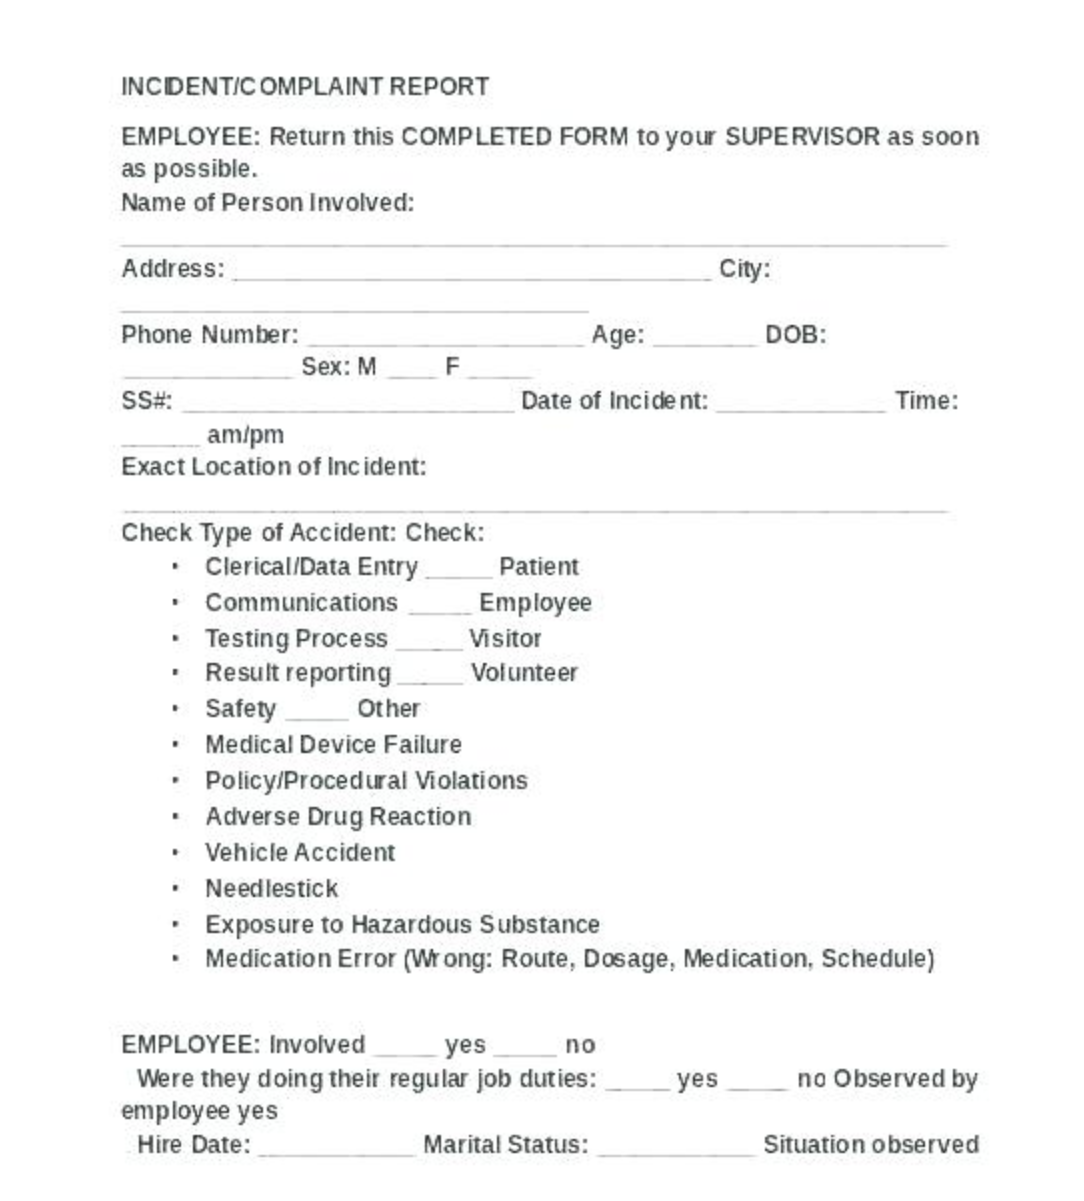 INCIDENT/COMPLAINT REPORT
EMPLOYEE: Return this COMPLETED FORM to your SUPERVISOR as soon
as possible.
Name of Person Involved:
_______________________________________________________________
Address: ____________________________________ City:
____________________________________
Phone Number: _____________________ Age: ________ DOB:
_____________ Sex: M ____ F _____
SS#: _________________________ Date of Incident: _____________ Time:
______ am/pm
Exact Location of Incident:
_______________________________________________________________
Check Type of Accident: Check:
• Clerical/Data Entry _____ Patient
• Communications _____ Employee
• Testing Process _____ Visitor
• Result reporting _____ Volunteer
• Safety _____ Other
• Medical Device Failure
• Policy/Procedural Violations
• Adverse Drug Reaction
• Vehicle Accident
• Needlestick
• Exposure to Hazardous Substance
• Medication Error (Wrong: Route, Dosage, Medication, Schedule)
EMPLOYEE: Involved _____ yes _____ no
Were they doing their regular job duties: _____ yes _____ no Observed by
employee yes
Hire Date: ____________ Marital Status: ____________ Situation observed